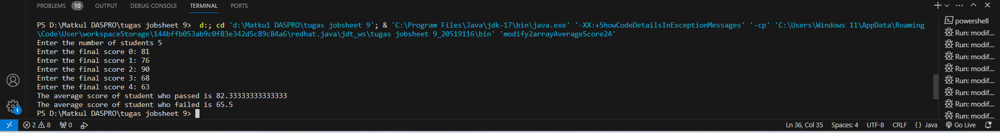 PROBLEMS 10 OUTPUT DEBUG CONSOLE TERMINAL PORTS
PS D:\Matkul DASPRO\tugas jobsheet 9>  d:; cd 'd:\Matkul DASPRO\tugas jobsheet 9'; & 'C:\Program Files\Java\jdk-17\bin\java.exe' '-XX:+ShowCodeDetailsInExceptionMessages' '-cp' 'C:\Users\Windows 11\AppData\Roaming
\Code\User\workspaceStorage\144bffb053ab9c0f83e342d5c89c84a6\redhat.java\jdt_ws\tugas jobsheet 9_20519116\bin' 'modify2arrayAverageScore24'
Enter the number of students 5
Enter the final score 0: 81
Enter the final score 1: 76
Enter the final score 2: 90
Enter the final score 3: 68
Enter the final score 4: 63
The average score of student who passed is 82.33333333333333
The average score of student who failed is 65.5
PS D:\Matkul DASPRO\tugas jobsheet 9>
powershell
Run: modif...
Run: modif...
Run: modif...
Run: modif...
Run: modif...
Run: modif...
Run: modif...
Run: modif...
1
2 8 0 Ln 36, Col 35 Spaces: 4 UTF-8 CRLF { } Java Go Live